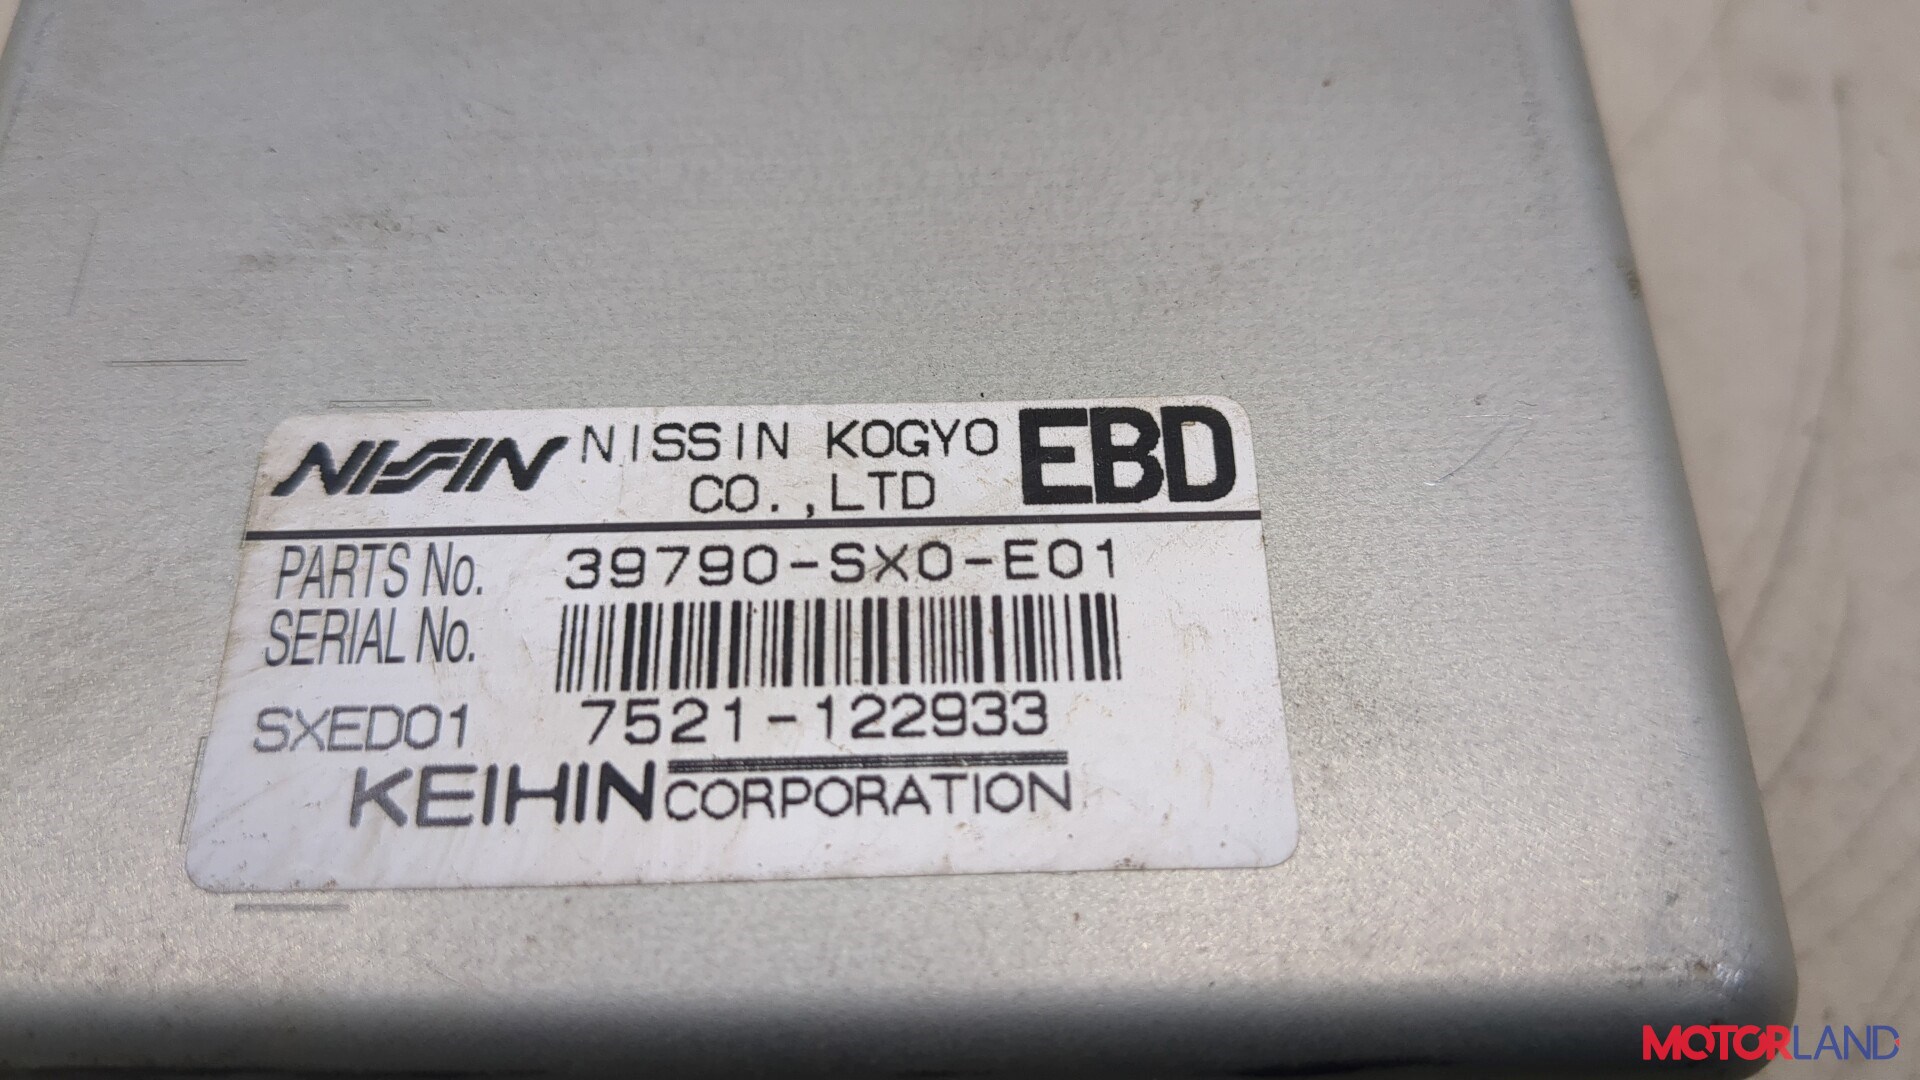 NISSIN NISSIN KOGYO CO.,LTD EBD
PARTS No. 39790-SX0-E01
SERIAL No.
SXED01 7521-122933
KEIHIN CORPORATION
MOTORLAND